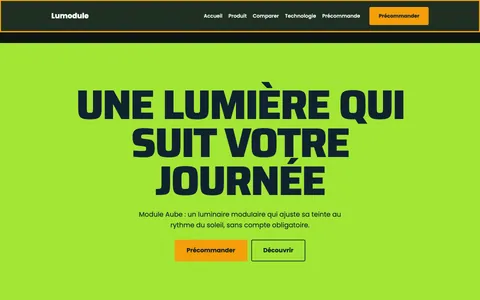 Lumodule
Accueil Produit Comparer Technologie Précommande Précommander
UNE LUMIÈRE QUI
SUIT VOTRE
JOURNÉE
Module Aube : un luminaire modulaire qui ajuste sa teinte au
rythme du soleil, sans compte obligatoire.
Précommander Découvrir